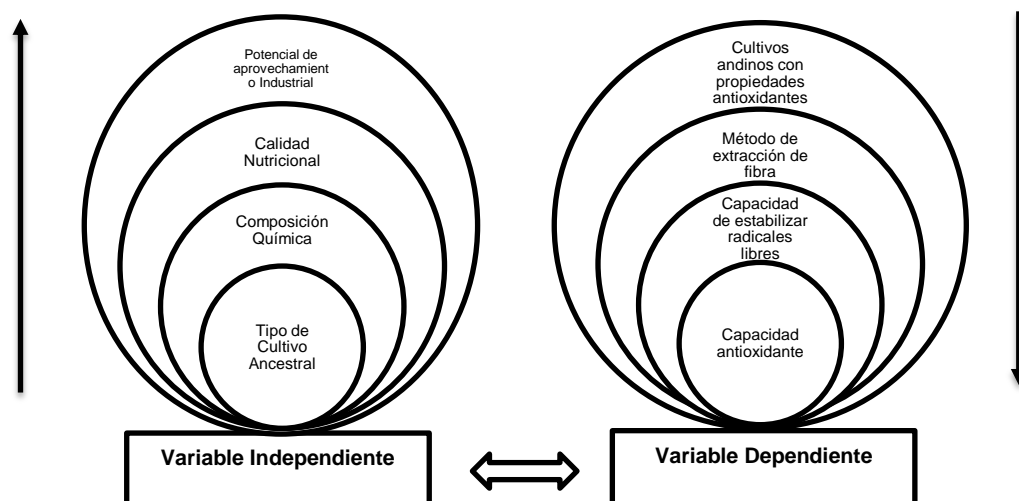 Potencial de
aprovechamient
o Industrial
Calidad
Nutricional
Composición
Química
Tipo de
Cultivo
Ancestral
Variable Independiente
Cultivos
andinos con
propiedades
antioxidantes
Método de
extracción de
fibra
Capacidad
de estabilizar
radicales
libres
Capacidad
antioxidante
Variable Dependiente